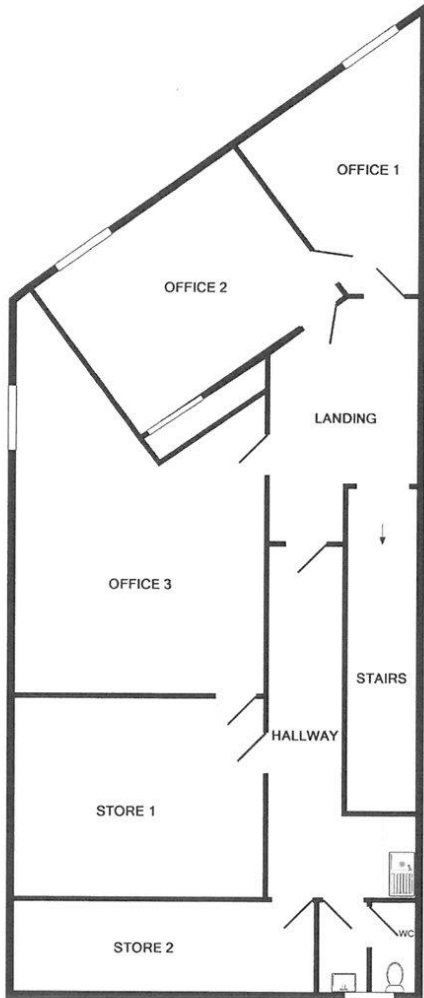 OFFICE 1
OFFICE 2
LANDING
OFFICE 3
STAIRS
HALLWAY
STORE 1
STORE 2
WC